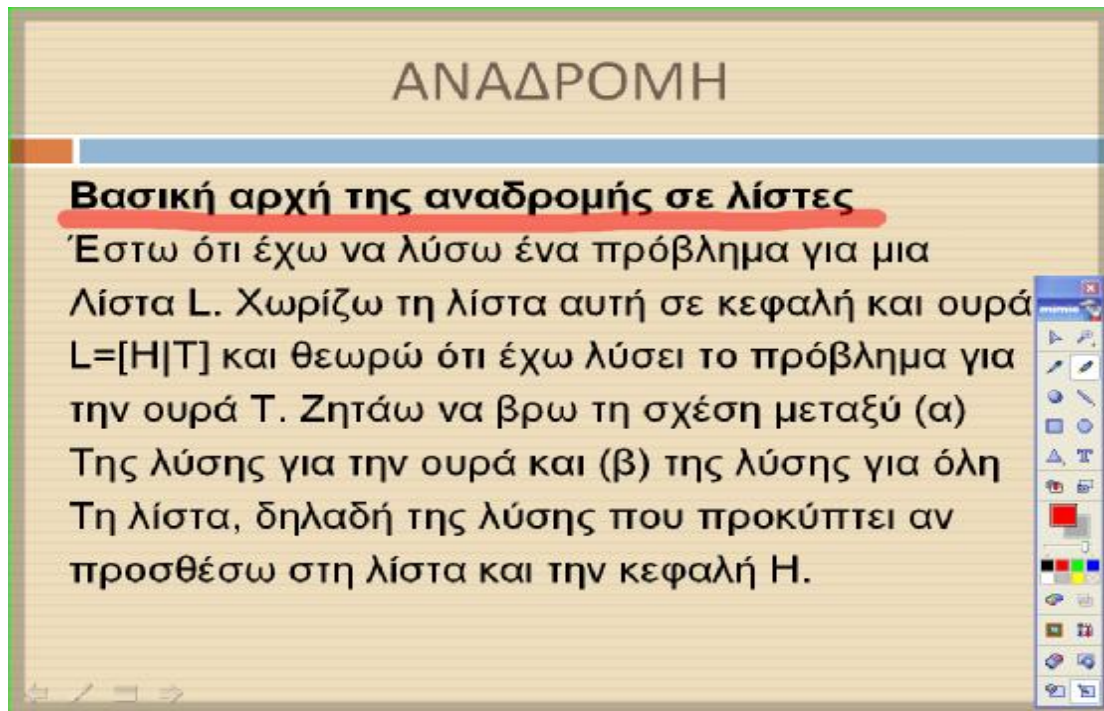 ΑΝΑΔΡΟΜΗ
Βασική αρχή της αναδρομής σε λίστες
Έστω ότι έχω να λύσω ένα πρόβλημα για μια
Λίστα L. Χωρίζω τη λίστα αυτή σε κεφαλή και ουρά
L=[H|T] και θεωρώ ότι έχω λύσει το πρόβλημα για
την ουρά T. Ζητάω να βρω τη σχέση μεταξύ (α)
Της λύσης για την ουρά και (β) της λύσης για όλη
Τη λίστα, δηλαδή της λύσης που προκύπτει αν
προσθέσω στη λίστα και την κεφαλή H.
mimio